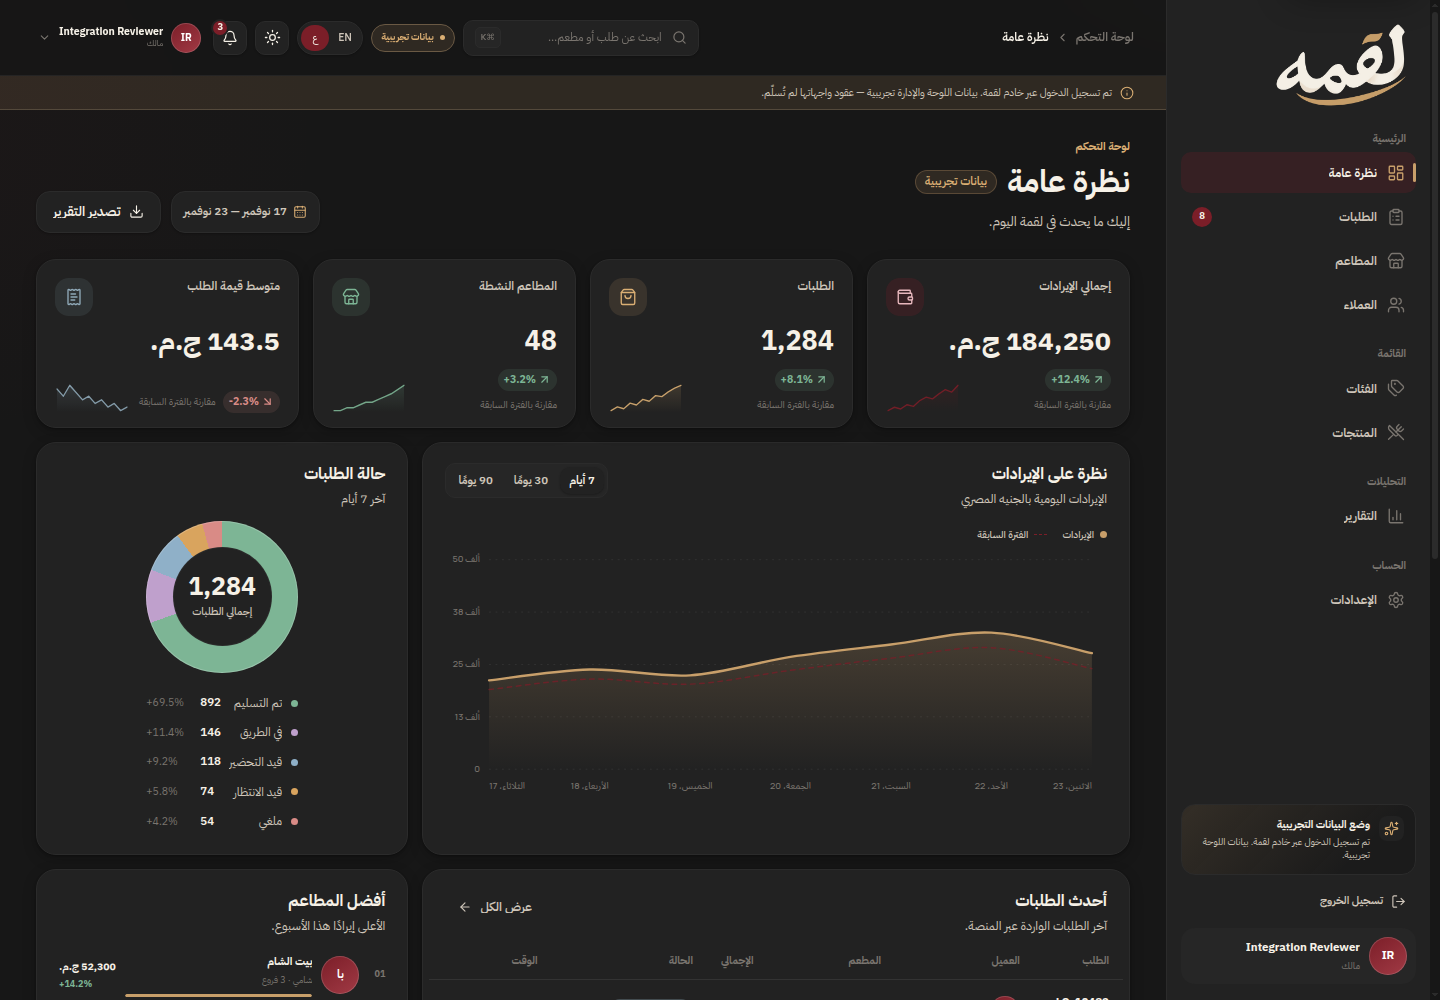 لقمه
الرئيسية
نظرة عامة
الطلبات
8
المطاعم
العملاء
القائمة
الفئات
المنتجات
التحليلات
التقارير
الحساب
الإعدادات
وضع البيانات التجريبية
تم تسجيل الدخول عبر خادم لقمة. بيانات اللوحة
تجريبية.
تسجيل الخروج
IR
Integration Reviewer
مالك
لوحة التحكم
نظرة عامة
ابحث عن طلب أو مطعم...
⌘K
بيانات تجريبية
EN
ع
3
IR
Integration Reviewer
مالك
تم تسجيل الدخول عبر خادم لقمة. بيانات اللوحة والإدارة تجريبية — عقود واجهاتها لم تُسلَّم.
لوحة التحكم
نظرة عامة
بيانات تجريبية
إليك ما يحدث في لقمة اليوم.
17 نوفمبر — 23 نوفمبر
تصدير التقرير
إجمالي الإيرادات
184,250 ج.م.
+12.4%
مقارنة بالفترة السابقة
الطلبات
1,284
+8.1%
مقارنة بالفترة السابقة
المطاعم النشطة
48
+3.2%
مقارنة بالفترة السابقة
متوسط قيمة الطلب
143.5 ج.م.
-2.3%
مقارنة بالفترة السابقة
نظرة على الإيرادات
الإيرادات اليومية بالجنيه المصري
7 أيام
30 يومًا
90 يومًا
الإيرادات
الفترة السابقة
50 ألف
38 ألف
25 ألف
13 ألف
0
الثلاثاء، 17
الأربعاء، 18
الخميس، 19
الجمعة، 20
السبت، 21
الأحد، 22
الاثنين، 23
حالة الطلبات
آخر 7 أيام
1,284
إجمالي الطلبات
تم التسليم 892 +69.5%
في الطريق 146 +11.4%
قيد التحضير 118 +9.2%
قيد الانتظار 74 +5.8%
ملغي 54 +4.2%
أحدث الطلبات
آخر الطلبات الواردة عبر المنصة.
عرض الكل
الطلب
العميل
المطعم
الإجمالي
الحالة
الوقت
أفضل المطاعم
الأعلى إيرادًا هذا الأسبوع.
01
با
بيت الشام
شامي · 3 فروع
52,300 ج.م.
+14.2%